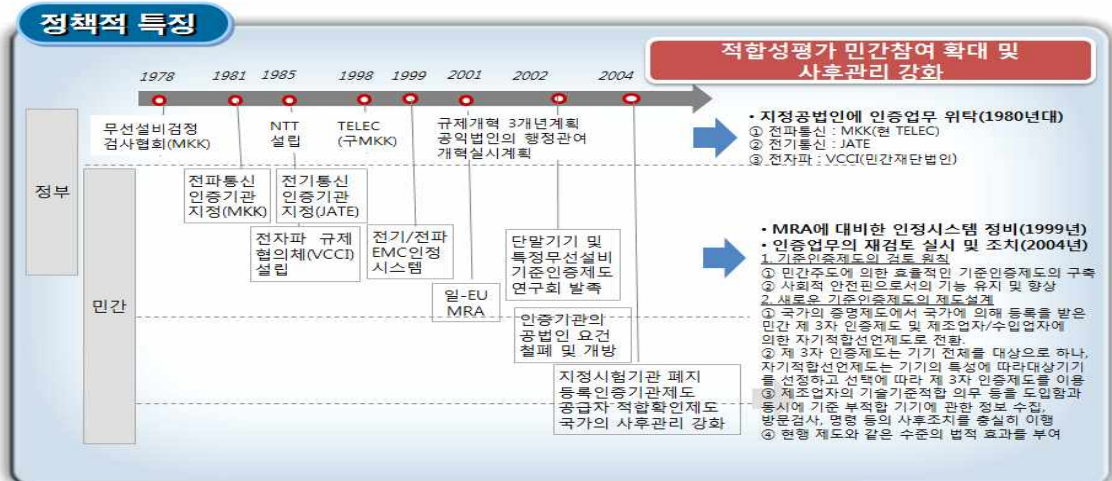 정책적 특징
적합성평가 민간참여 확대 및
사후관리 강화
1978
1981
1985
1998
1999
2001
2002
2004
정부
민간
무선설비검정
검사협회(MKK)
NTT
설립
TELEC
(구MKK)
규제개혁 3개년계획
공익법인의 행정관여
개혁실시계획
전파통신
인증기관
지정(MKK)
전기통신
인증기관
지정(JATE)
전자파 규제
협의체(VCCI)
설립
전기/전파
EMC인정
시스템
일-EU
MRA
단말기기 및
특정무선설비
기준인증제도
연구회 발족
인증기관의
공법인 요건
철폐 및 개방
지정시험기관 폐지
등록인증기관제도
공급자 적합확인제도
국가의 사후관리 강화
• 지정공법인에 인증업무 위탁(1980년대)
① 전파통신 : MKK(현 TELEC)
② 전기통신 : JATE
③ 전자파 : VCCI(민간재단법인)
• MRA에 대비한 인정시스템 정비(1999년)
• 인증업무의 재검토 실시 및 조치(2004년)
1. 기준인증제도의 검토 원칙
① 민간주도에 의한 효율적인 기준인증제도의 구축
② 사회적 안전핀으로서의 기능 유지 및 향상
2. 새로운 기준인증제도의 제도설계
① 국가의 증명제도에서 국가에 의해 등록을 받은
민간 제 3자 인증제도 및 제조업자/수입업자에
의한 자기적합선언제도로 전환.
② 제 3자 인증제도는 기기 전체를 대상으로 하나,
자기적합선언제도는 기기의 특성에 따라대상기기
를 선정하고 선택에 따라 제 3자 인증제도를 이용
③ 제조업자의 기술기준적합 의무 등을 도입함과
동시에 기준 부적합 기기에 관한 정보 수집,
방문검사, 명령 등의 사후조치를 충실히 이행
④ 현행 제도와 같은 수준의 법적 효과를 부여